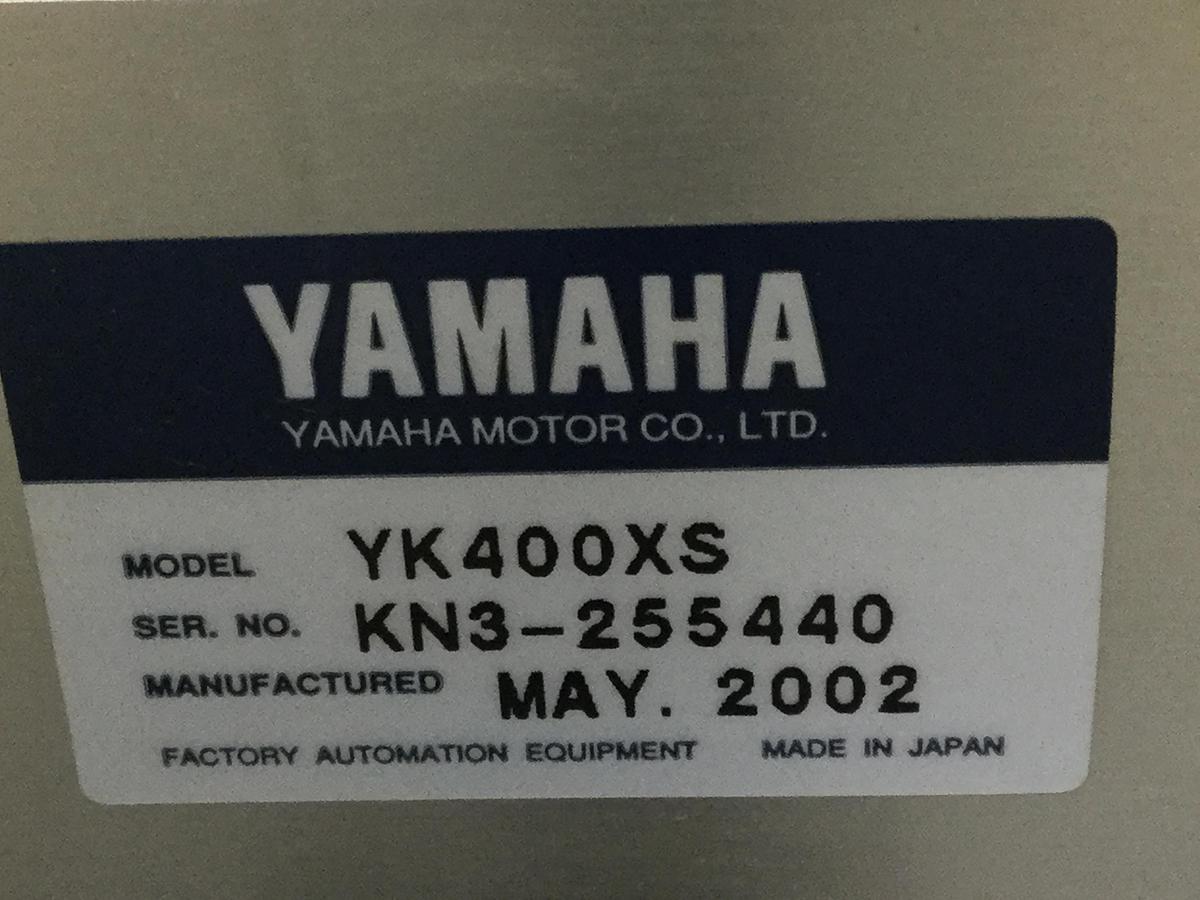 YAMAHA
YAMAHA MOTOR CO., LTD.
MODEL YK400XS
SER. NO. KN3-255440
MANUFACTURED MAY. 2002
FACTORY AUTOMATION EQUIPMENT MADE IN JAPAN